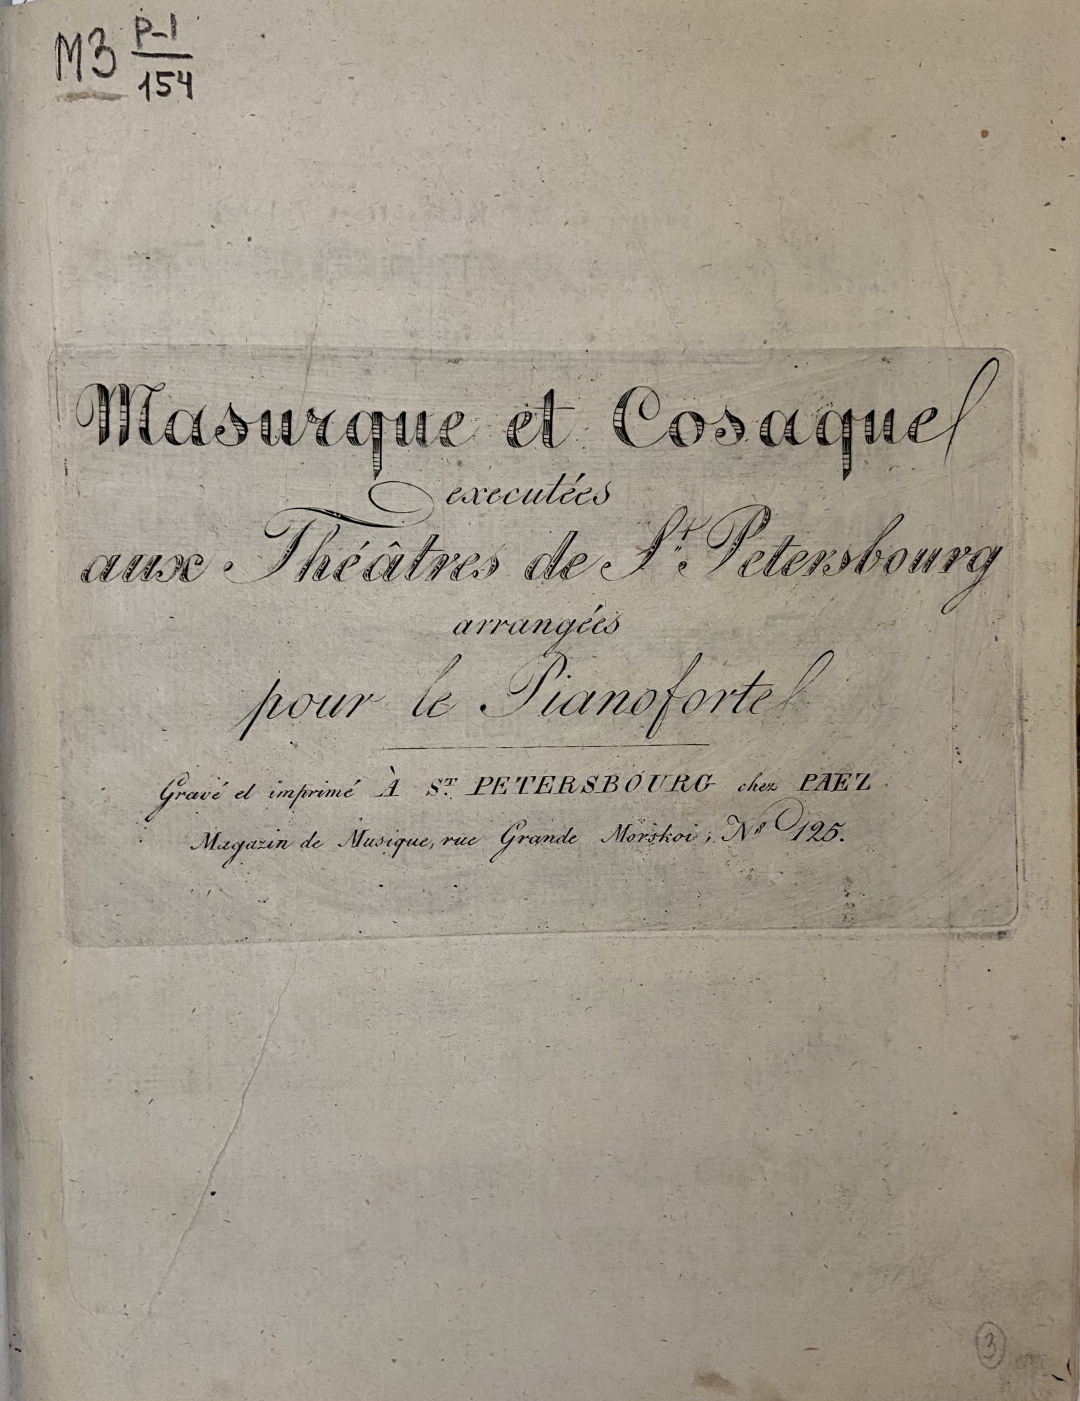 МЗ Р-1
154
Masurque et Cosaque
executées
aux Théâtres de St. Petersbourg
arrangées
pour le Pianoforte
Gravé et imprimé À ST. PETERSBOURG chez PAEZ.
Magazin de Musique, rue Grande Morskoi, No 125.
3